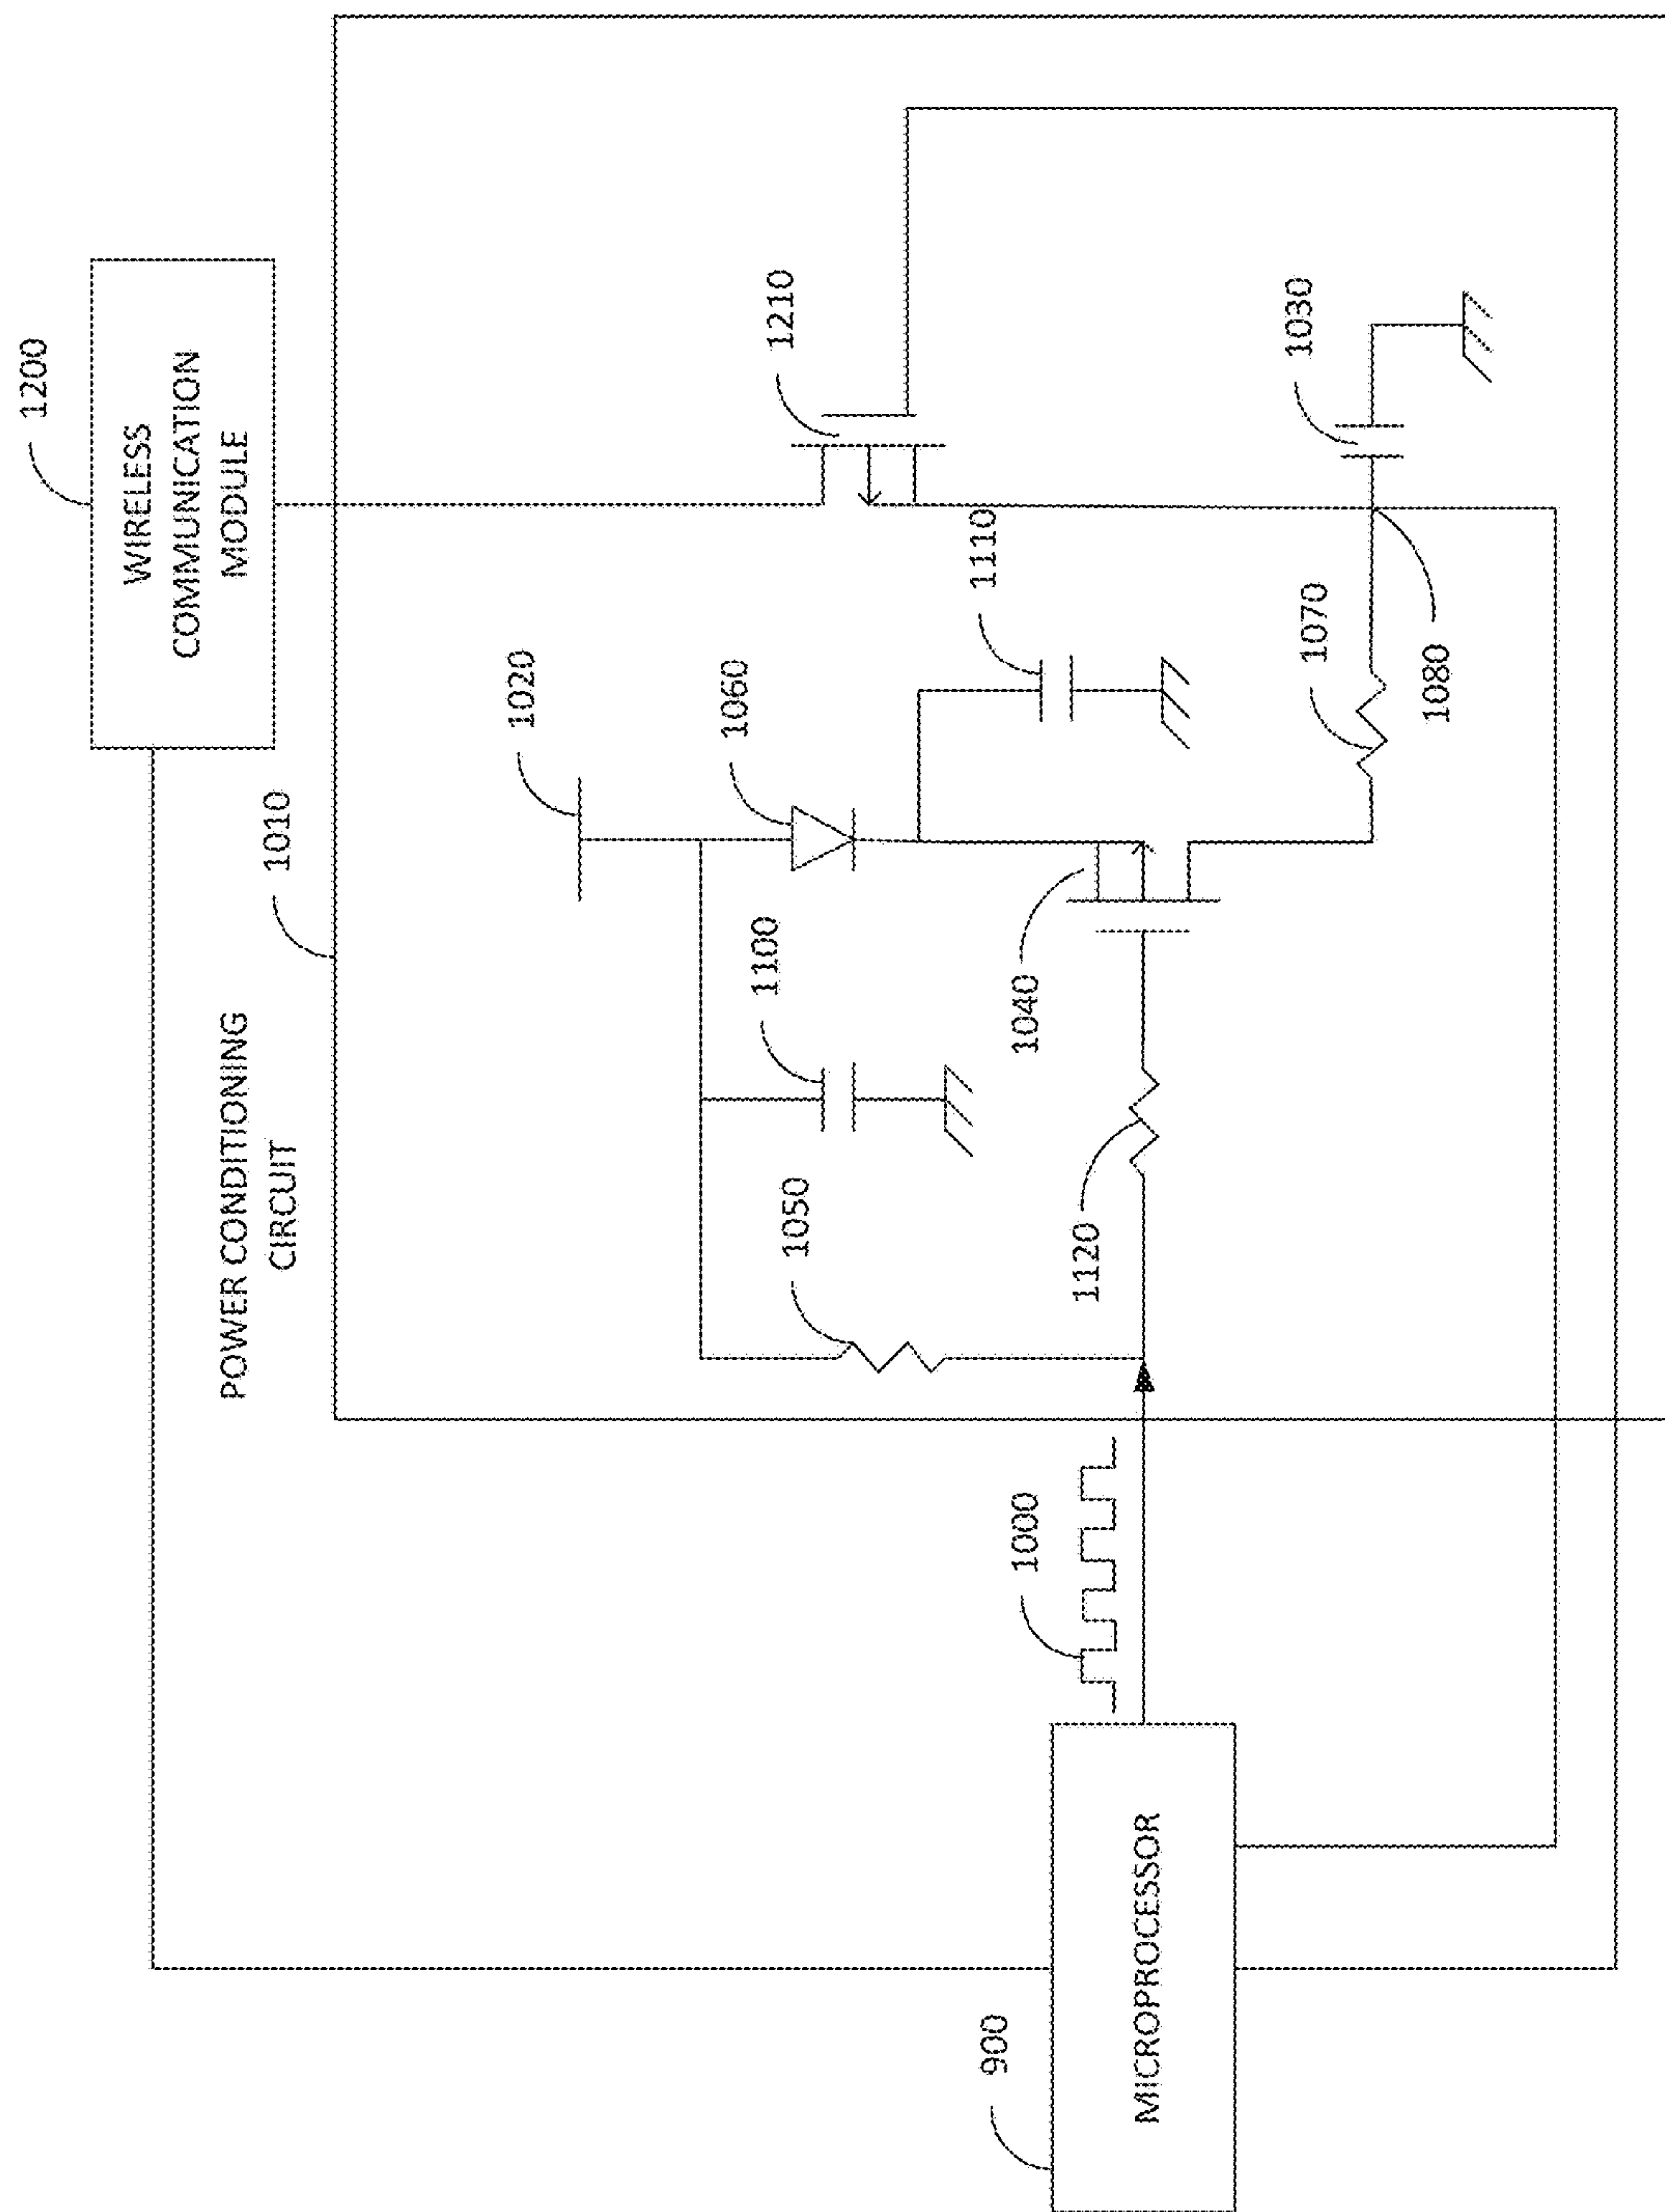 1200
WIRELESS
COMMUNICATION
MODULE
1010
POWER CONDITIONING
CIRCUIT
1020
1210
1060
1110
1030
1100
1040
1070
1080
1050
1120
1000
900
MICROPROCESSOR